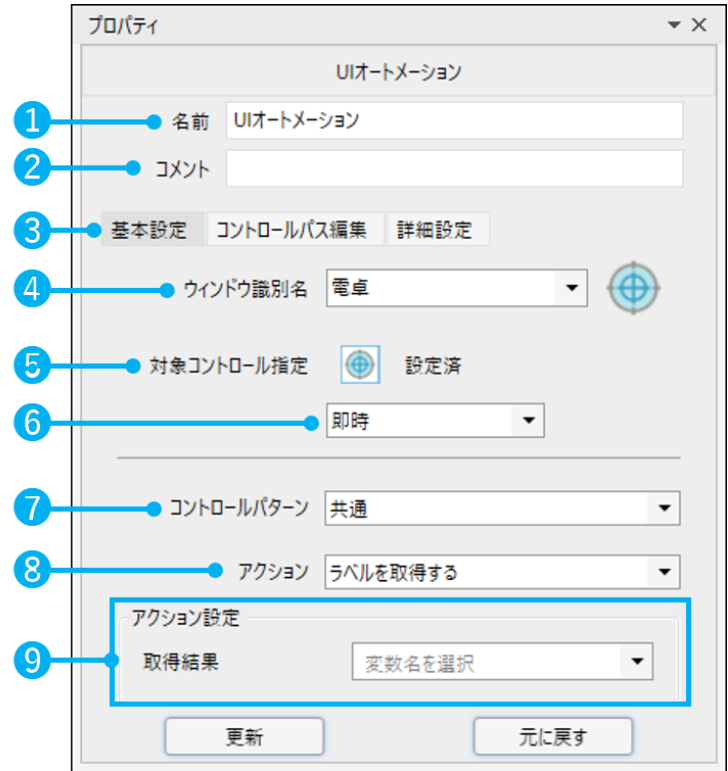 プロパティ
UIオートメーション
1 名前 UIオートメーション
2 コメント
3 基本設定 コントロールパス編集 詳細設定
4 ウィンドウ識別名 電卓
5 対象コントロール指定 設定済
6 即時
7 コントロールパターン 共通
8 アクション ラベルを取得する
アクション設定
9 取得結果 変数名を選択
更新 元に戻す